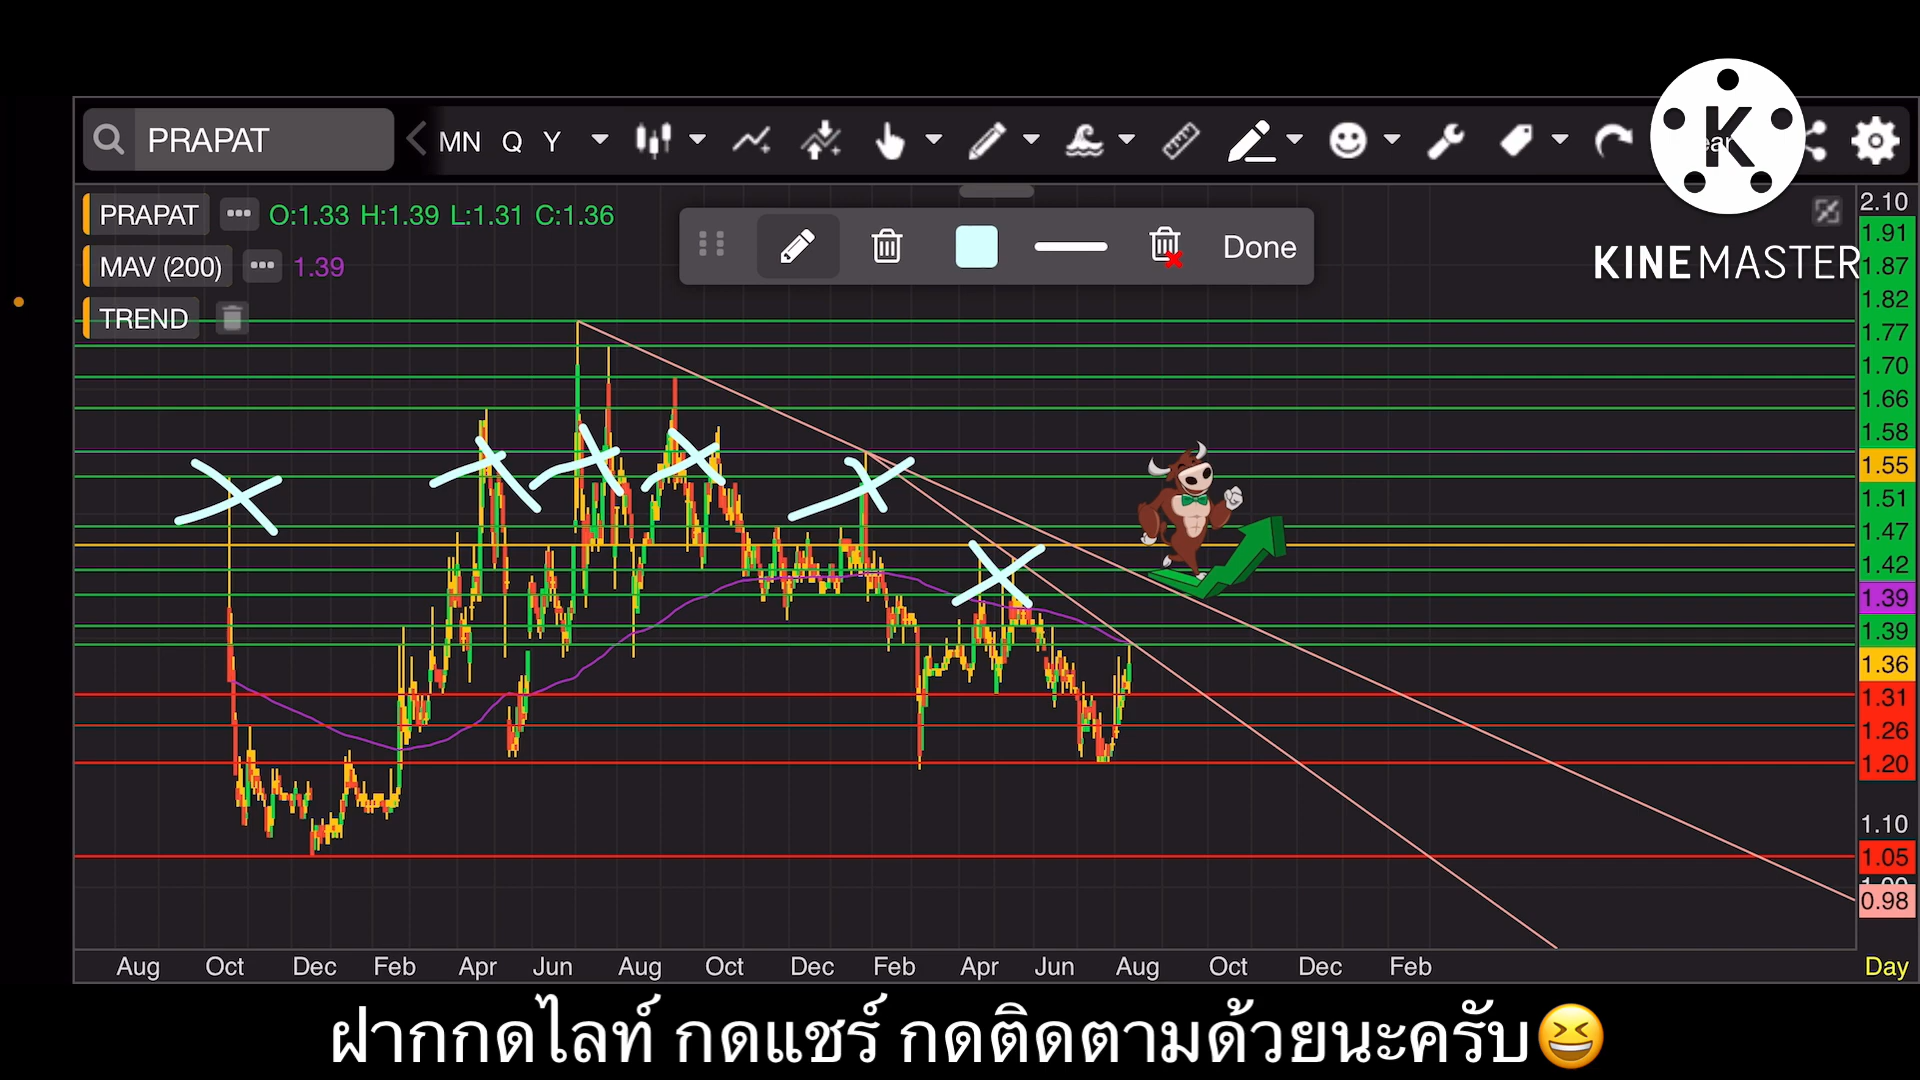 PRAPAT MN Q Y
PRAPAT O:1.33 H:1.39 L:1.31 C:1.36
MAV (200) 1.39
TREND
Done
K
KINEMASTER
2.10
1.91
1.87
1.82
1.77
1.70
1.66
1.58
1.55
1.51
1.47
1.42
1.39
1.39
1.36
1.31
1.26
1.20
1.10
1.05
0.98
Aug Oct Dec Feb Apr Jun Aug Oct Dec Feb Apr Jun Aug Oct Dec Feb Day
ฝากกดไลท์ กดแชร์ กดติดตามด้วยนะครับ😆